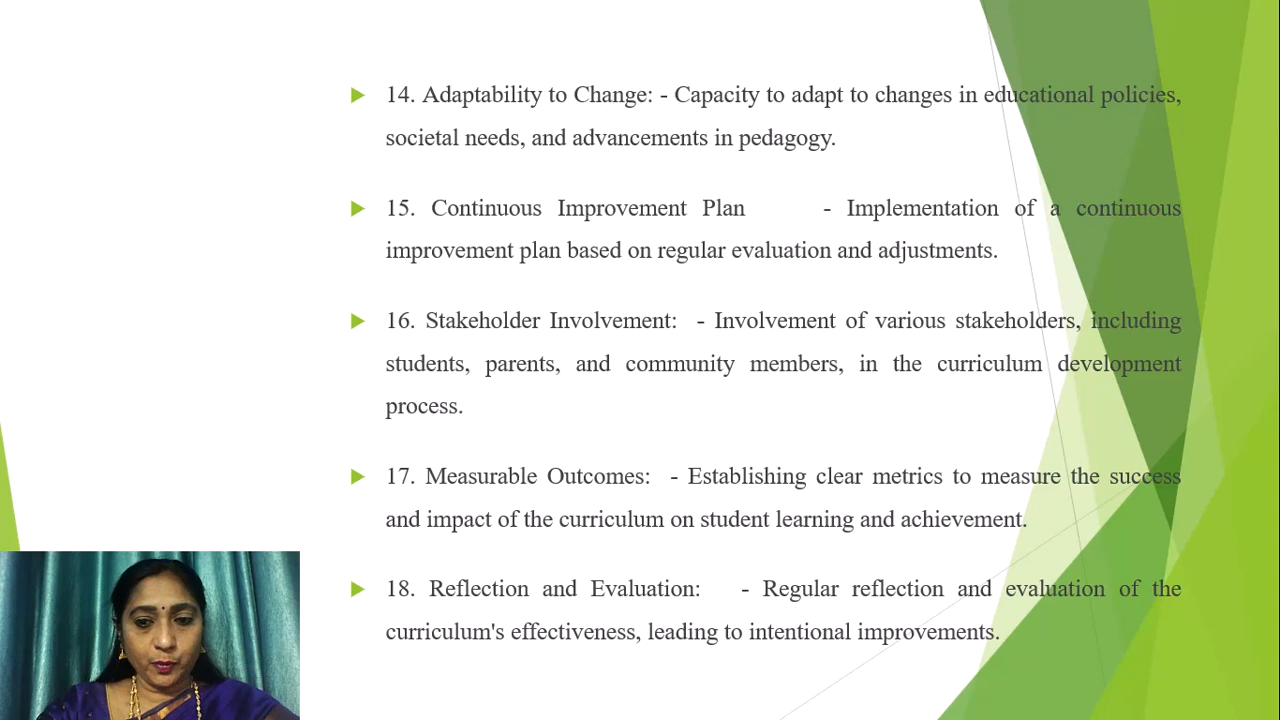 14. Adaptability to Change: - Capacity to adapt to changes in educational policies,
societal needs, and advancements in pedagogy.
15. Continuous Improvement Plan - Implementation of a continuous
improvement plan based on regular evaluation and adjustments.
16. Stakeholder Involvement: - Involvement of various stakeholders, including
students, parents, and community members, in the curriculum development
process.
17. Measurable Outcomes: - Establishing clear metrics to measure the success
and impact of the curriculum on student learning and achievement.
18. Reflection and Evaluation: - Regular reflection and evaluation of the
curriculum's effectiveness, leading to intentional improvements.